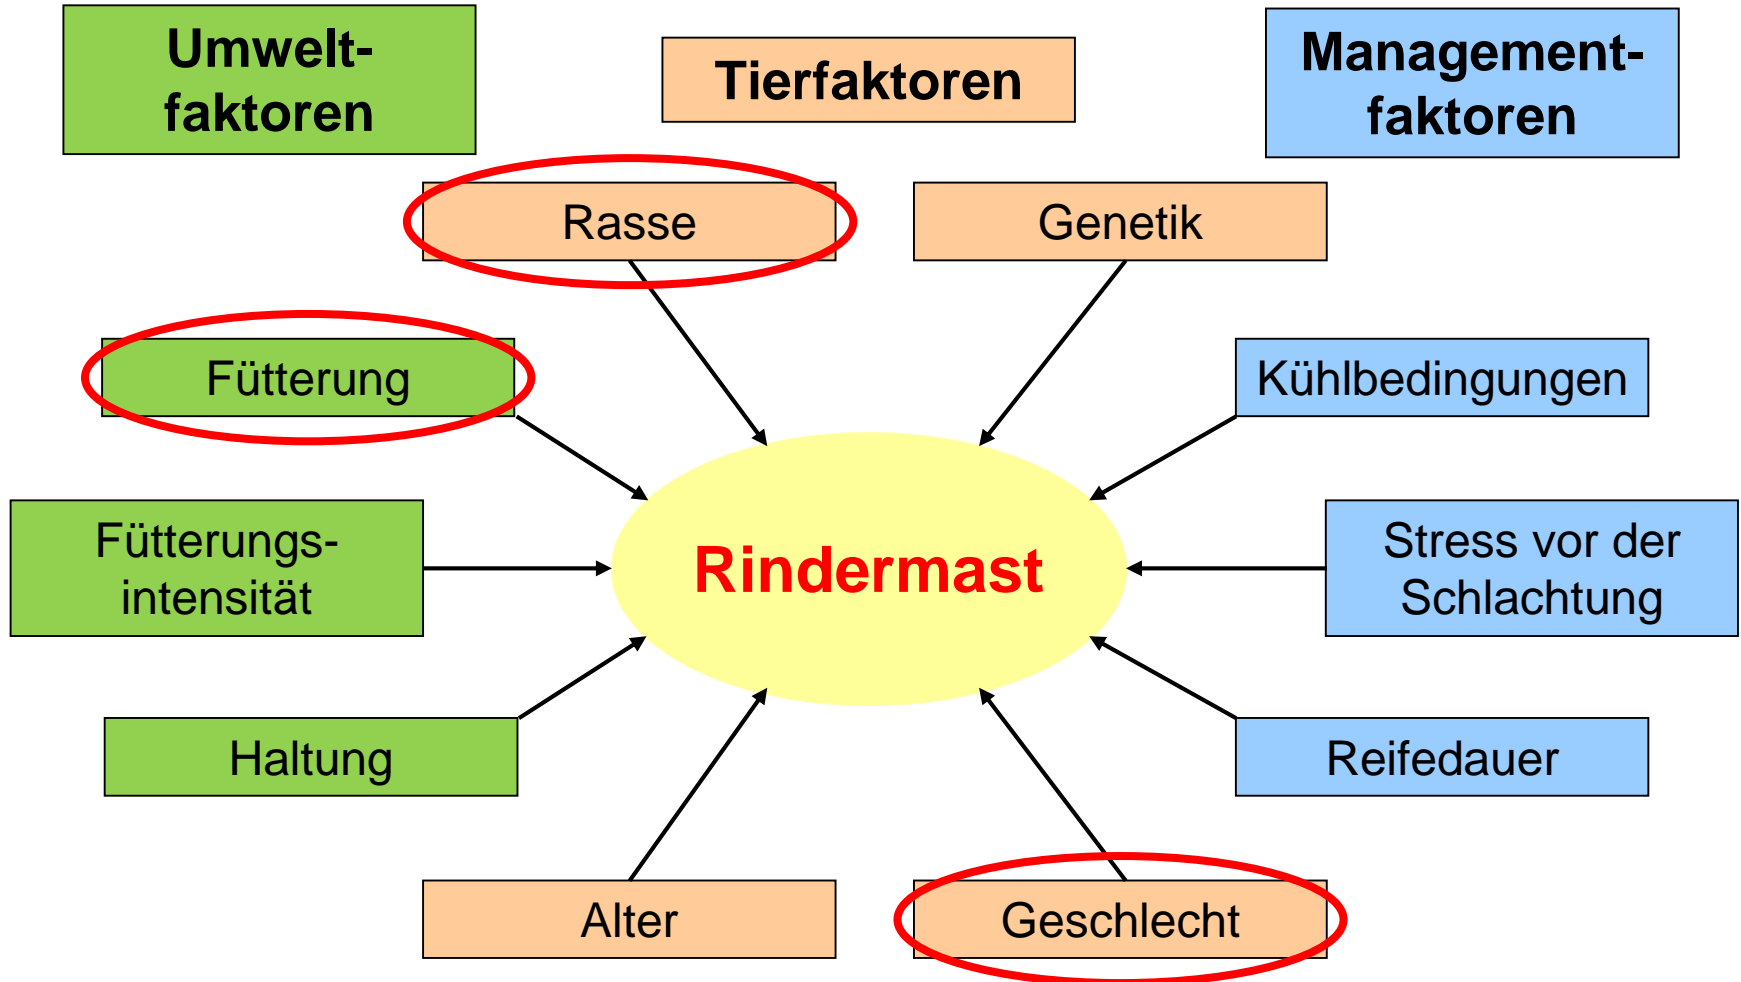 Umwelt-
faktoren
Tierfaktoren
Management-
faktoren
Rasse
Genetik
Fütterung
Kühlbedingungen
Fütterungs-
intensität
Rindermast
Stress vor der
Schlachtung
Haltung
Reifedauer
Alter
Geschlecht